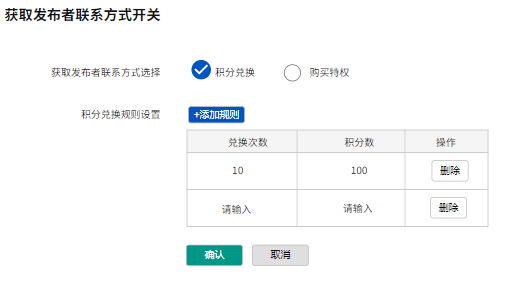 获取发布者联系方式开关
获取发布者联系方式选择 积分兑换 购买特权
积分兑换规则设置 +添加规则
兑换次数 积分数 操作
10 100 删除
请输入 请输入 删除
确认 取消